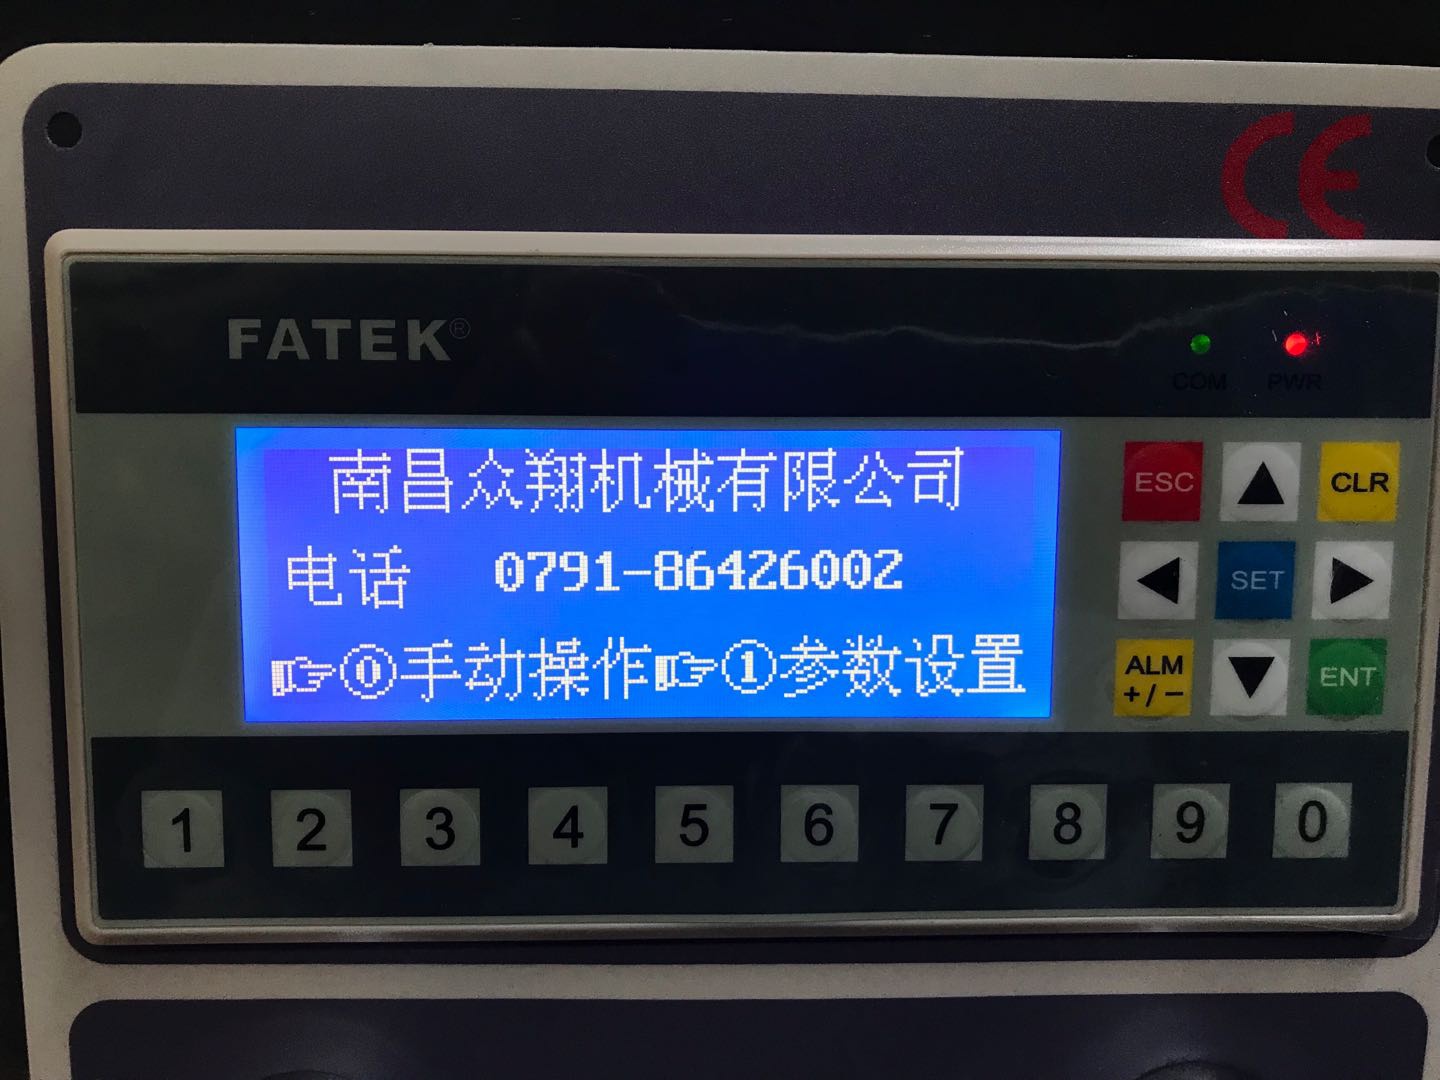 CE
FATEK®
COM PWR
南昌众翔机械有限公司
电话 0791-86426002
☞⓪手动操作☞①参数设置
ESC ▲ CLR
◀ SET ▶
ALM +/- ▼ ENT
1 2 3 4 5 6 7 8 9 0